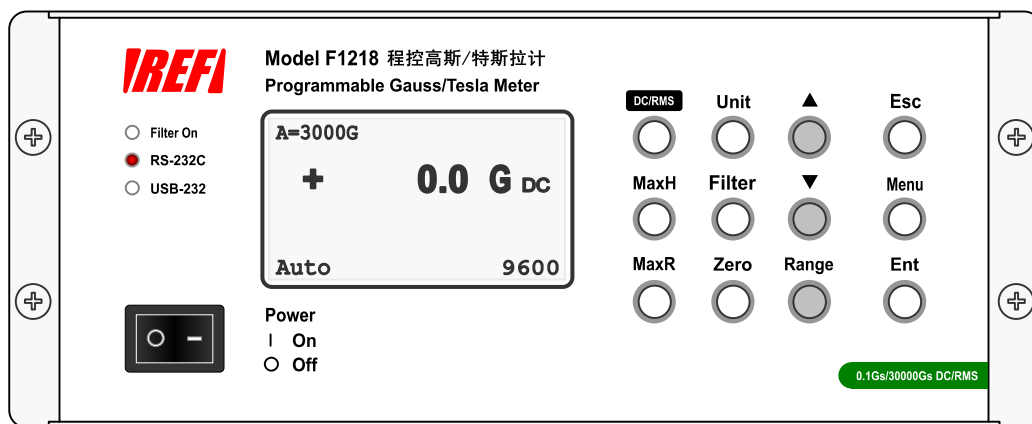 IREFI
Model F1218 程控高斯/特斯拉计
Programmable Gauss/Tesla Meter
Filter On
RS-232C
USB-232
A=3000G
+ 0.0 G DC
Auto 9600
DC/RMS Unit ▲ Esc
MaxH Filter ▼ Menu
MaxR Zero Range Ent
Power
I On
O Off
0.1Gs/30000Gs DC/RMS